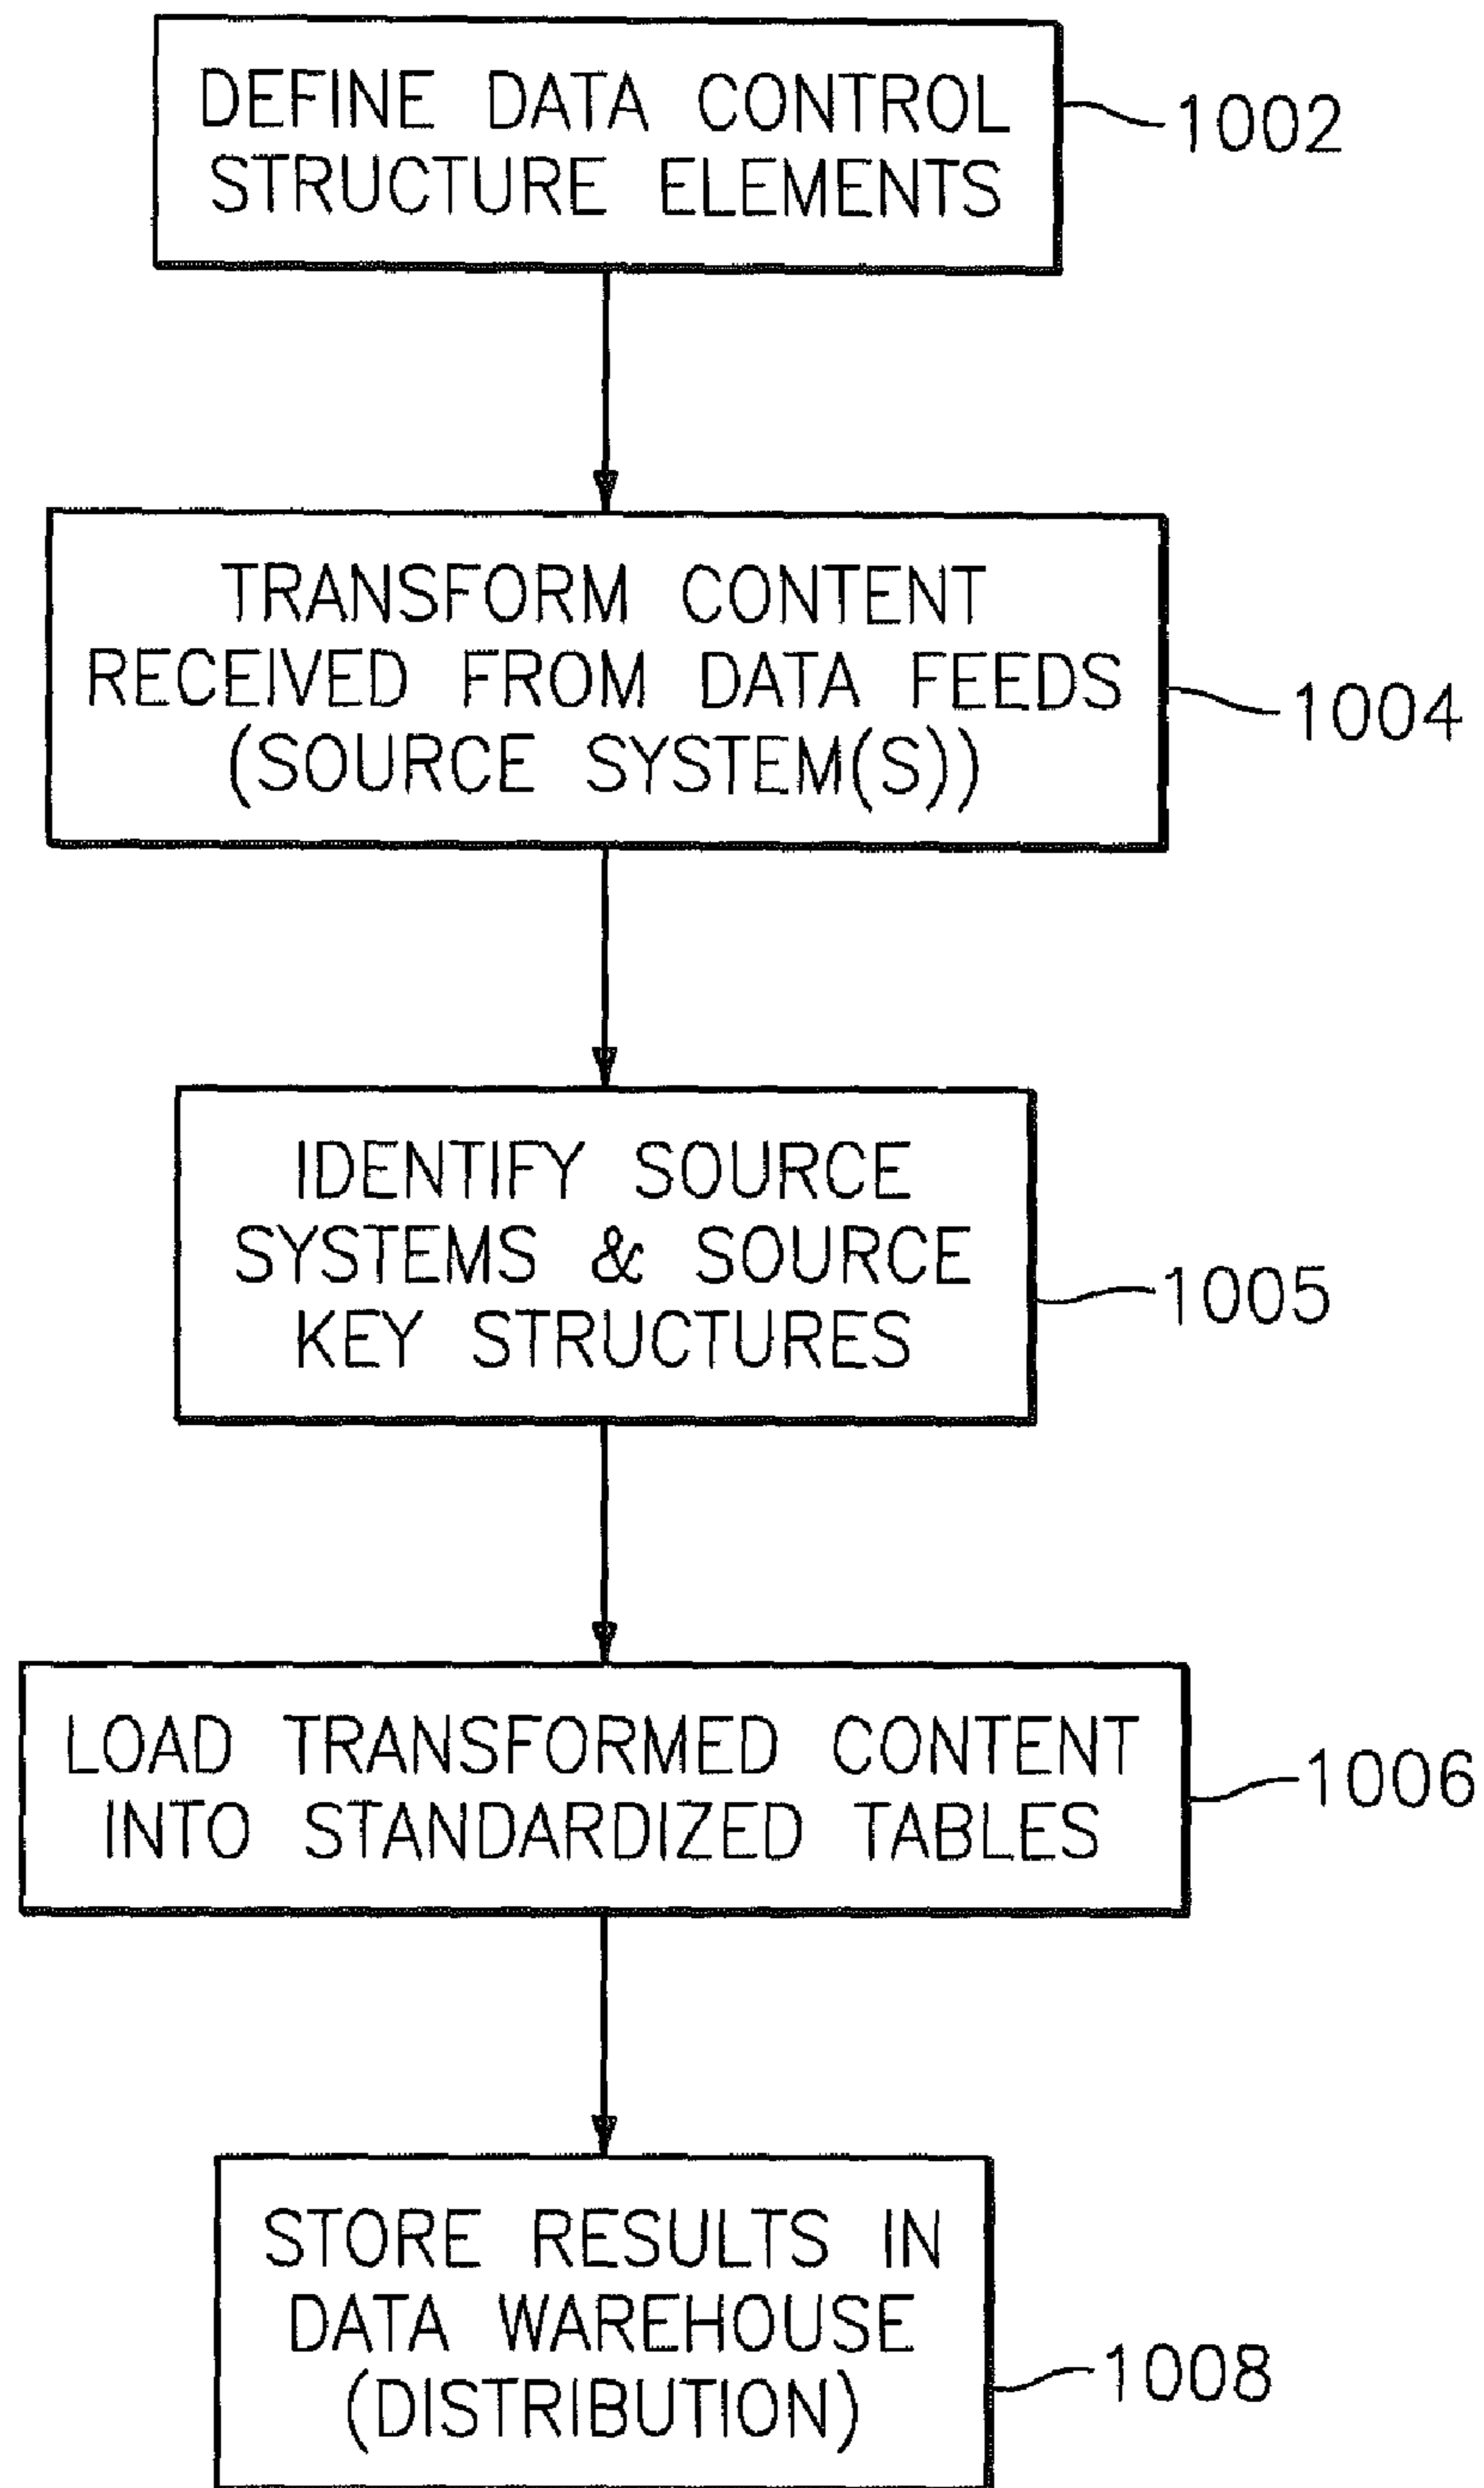 DEFINE DATA CONTROL
STRUCTURE ELEMENTS
1002
TRANSFORM CONTENT
RECEIVED FROM DATA FEEDS
(SOURCE SYSTEM(S))
1004
IDENTIFY SOURCE
SYSTEMS & SOURCE
KEY STRUCTURES
1005
LOAD TRANSFORMED CONTENT
INTO STANDARDIZED TABLES
1006
STORE RESULTS IN
DATA WAREHOUSE
(DISTRIBUTION)
1008